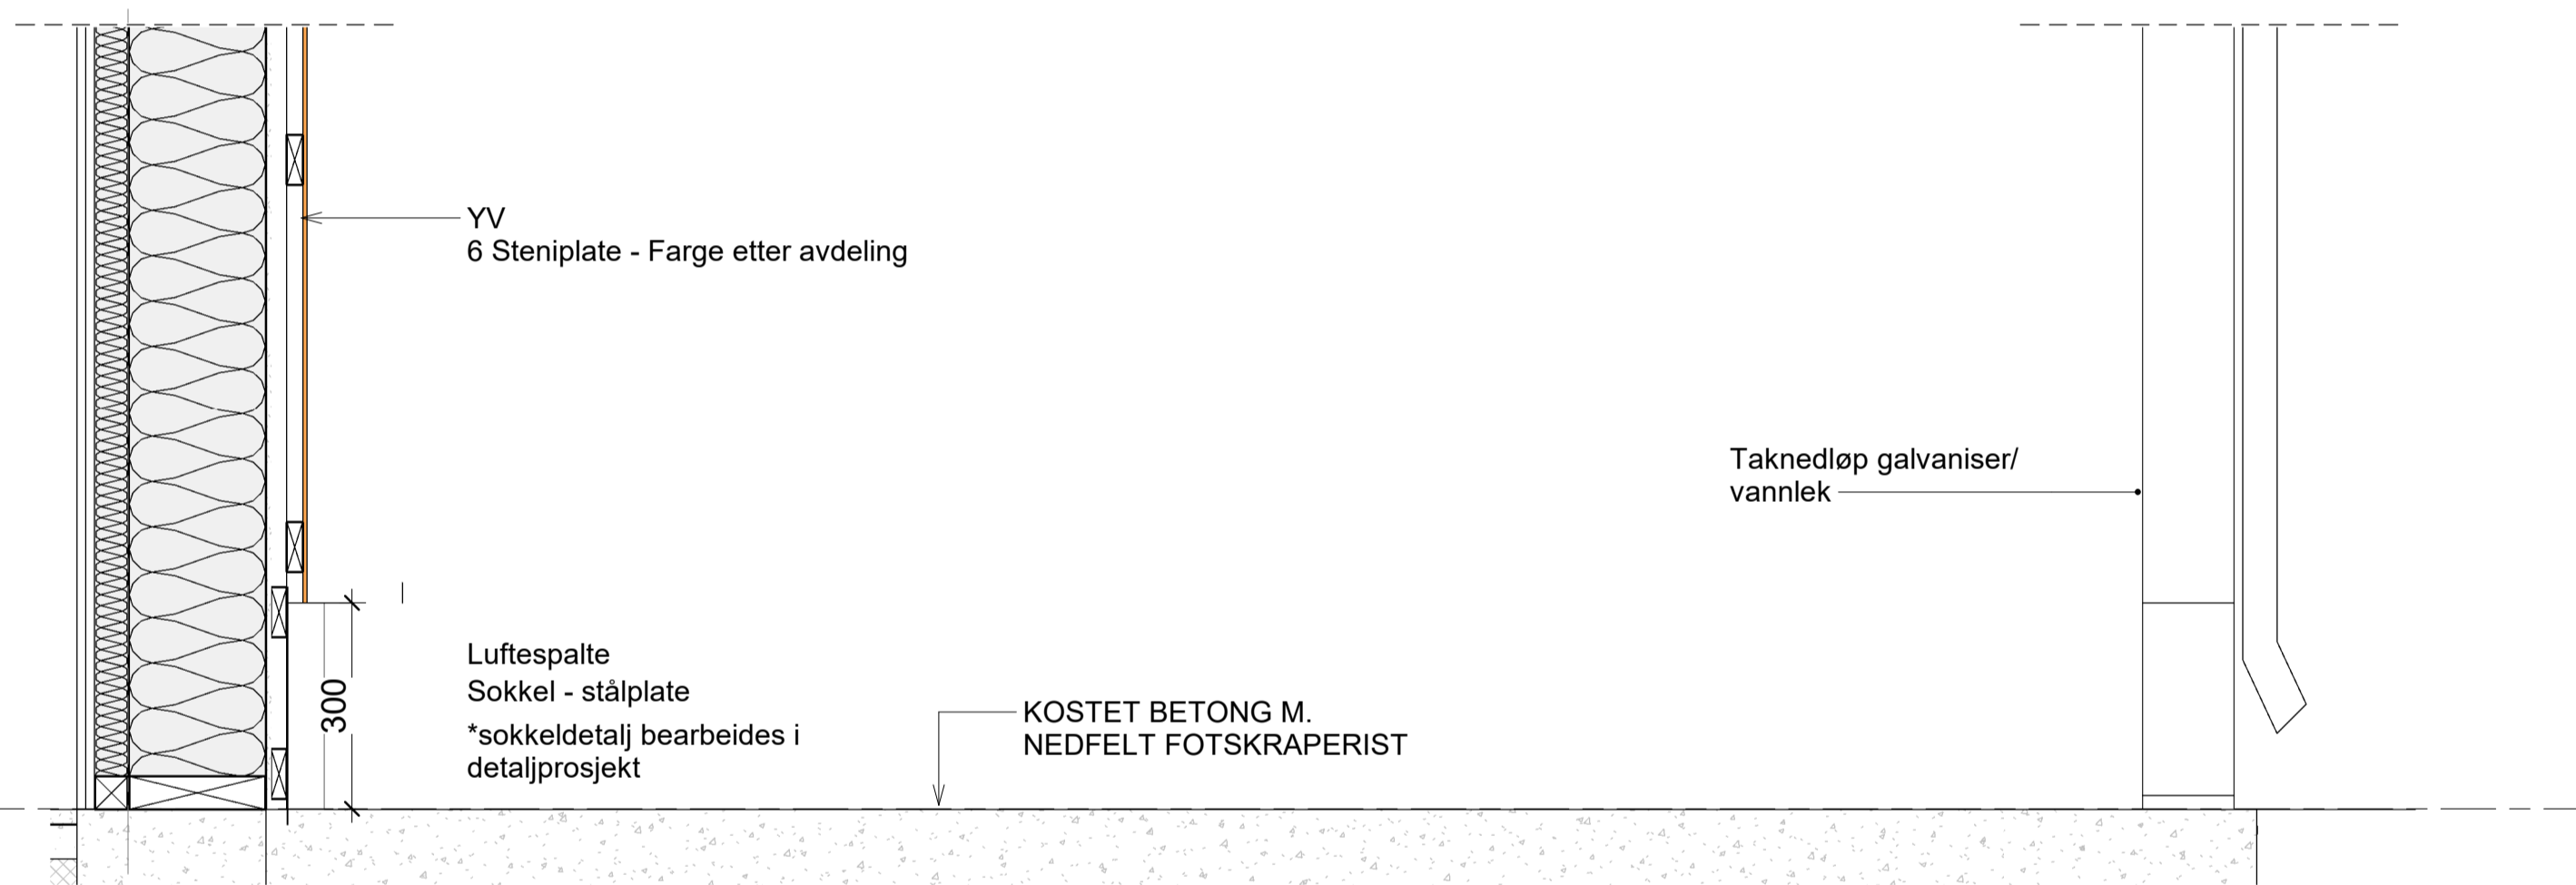 YV
6 Steniplate - Farge etter avdeling
Taknedløp galvaniser/
vannlek
Luftespalte
Sokkel - stålplate
*sokkeldetalj bearbeides i
detaljprosjekt
300
KOSTET BETONG M.
NEDFELT FOTSKRAPERIST